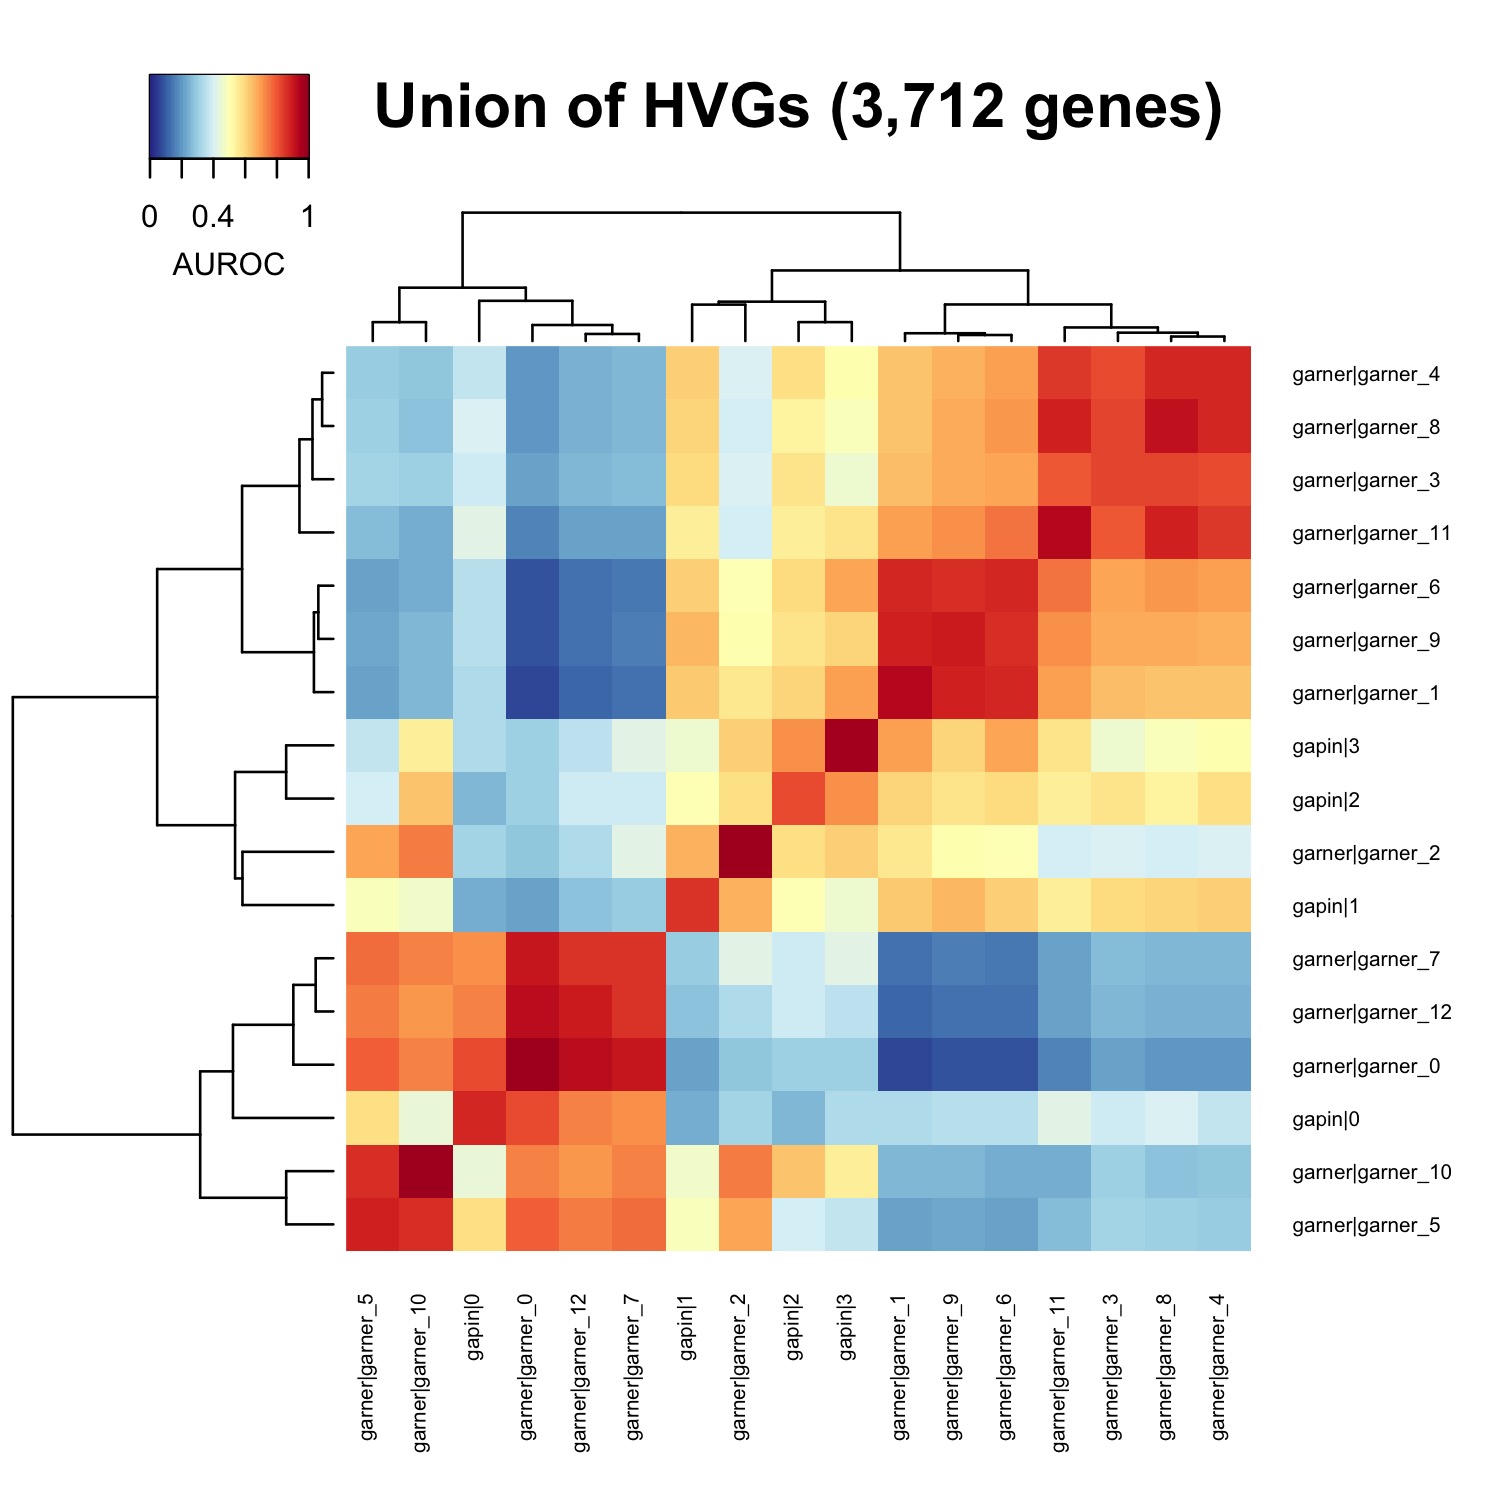 Union of HVGs (3,712 genes)
0 0.4 1
AUROC
garner|garner_4
garner|garner_8
garner|garner_3
garner|garner_11
garner|garner_6
garner|garner_9
garner|garner_1
gapin|3
gapin|2
garner|garner_2
gapin|1
garner|garner_7
garner|garner_12
garner|garner_0
gapin|0
garner|garner_10
garner|garner_5
garner|garner_5
garner|garner_10
gapin|0
garner|garner_0
garner|garner_12
garner|garner_7
gapin|1
garner|garner_2
gapin|2
gapin|3
garner|garner_1
garner|garner_9
garner|garner_6
garner|garner_11
garner|garner_3
garner|garner_8
garner|garner_4